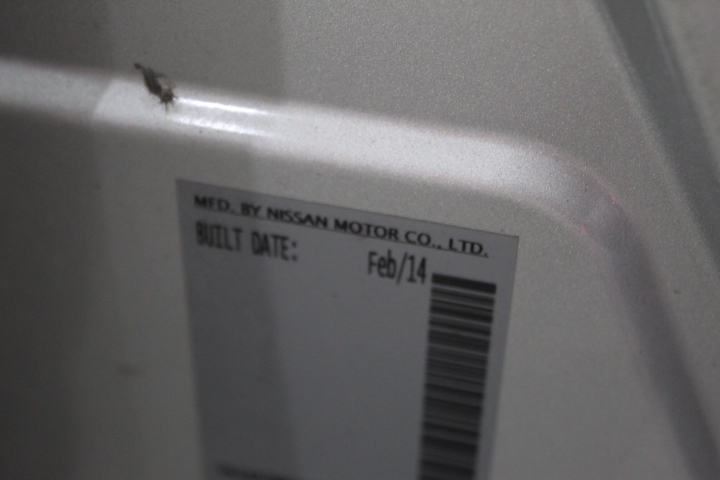 MFD. BY NISSAN MOTOR CO., LTD.
BUILT DATE: Feb/14